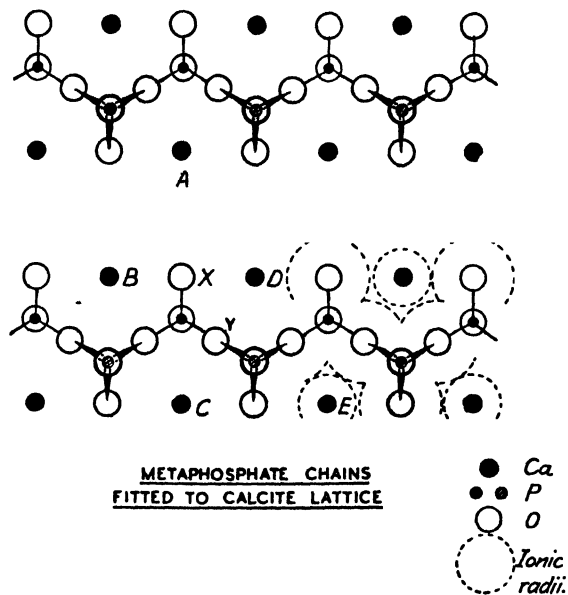 A
B
X
D
Y
C
E
METAPHOSPHATE CHAINS
FITTED TO CALCITE LATTICE
Ca
P
O
Ionic
radii.